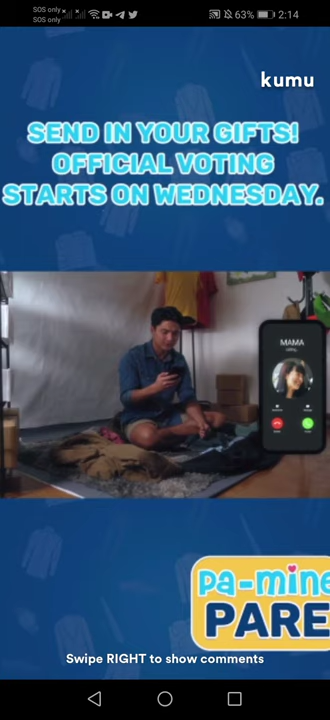 SOS only
SOS only
63%
2:14
kumu
SEND IN YOUR GIFTS!
OFFICIAL VOTING
STARTS ON WEDNESDAY.
MAMA
pa-mine
PARE
Swipe RIGHT to show comments